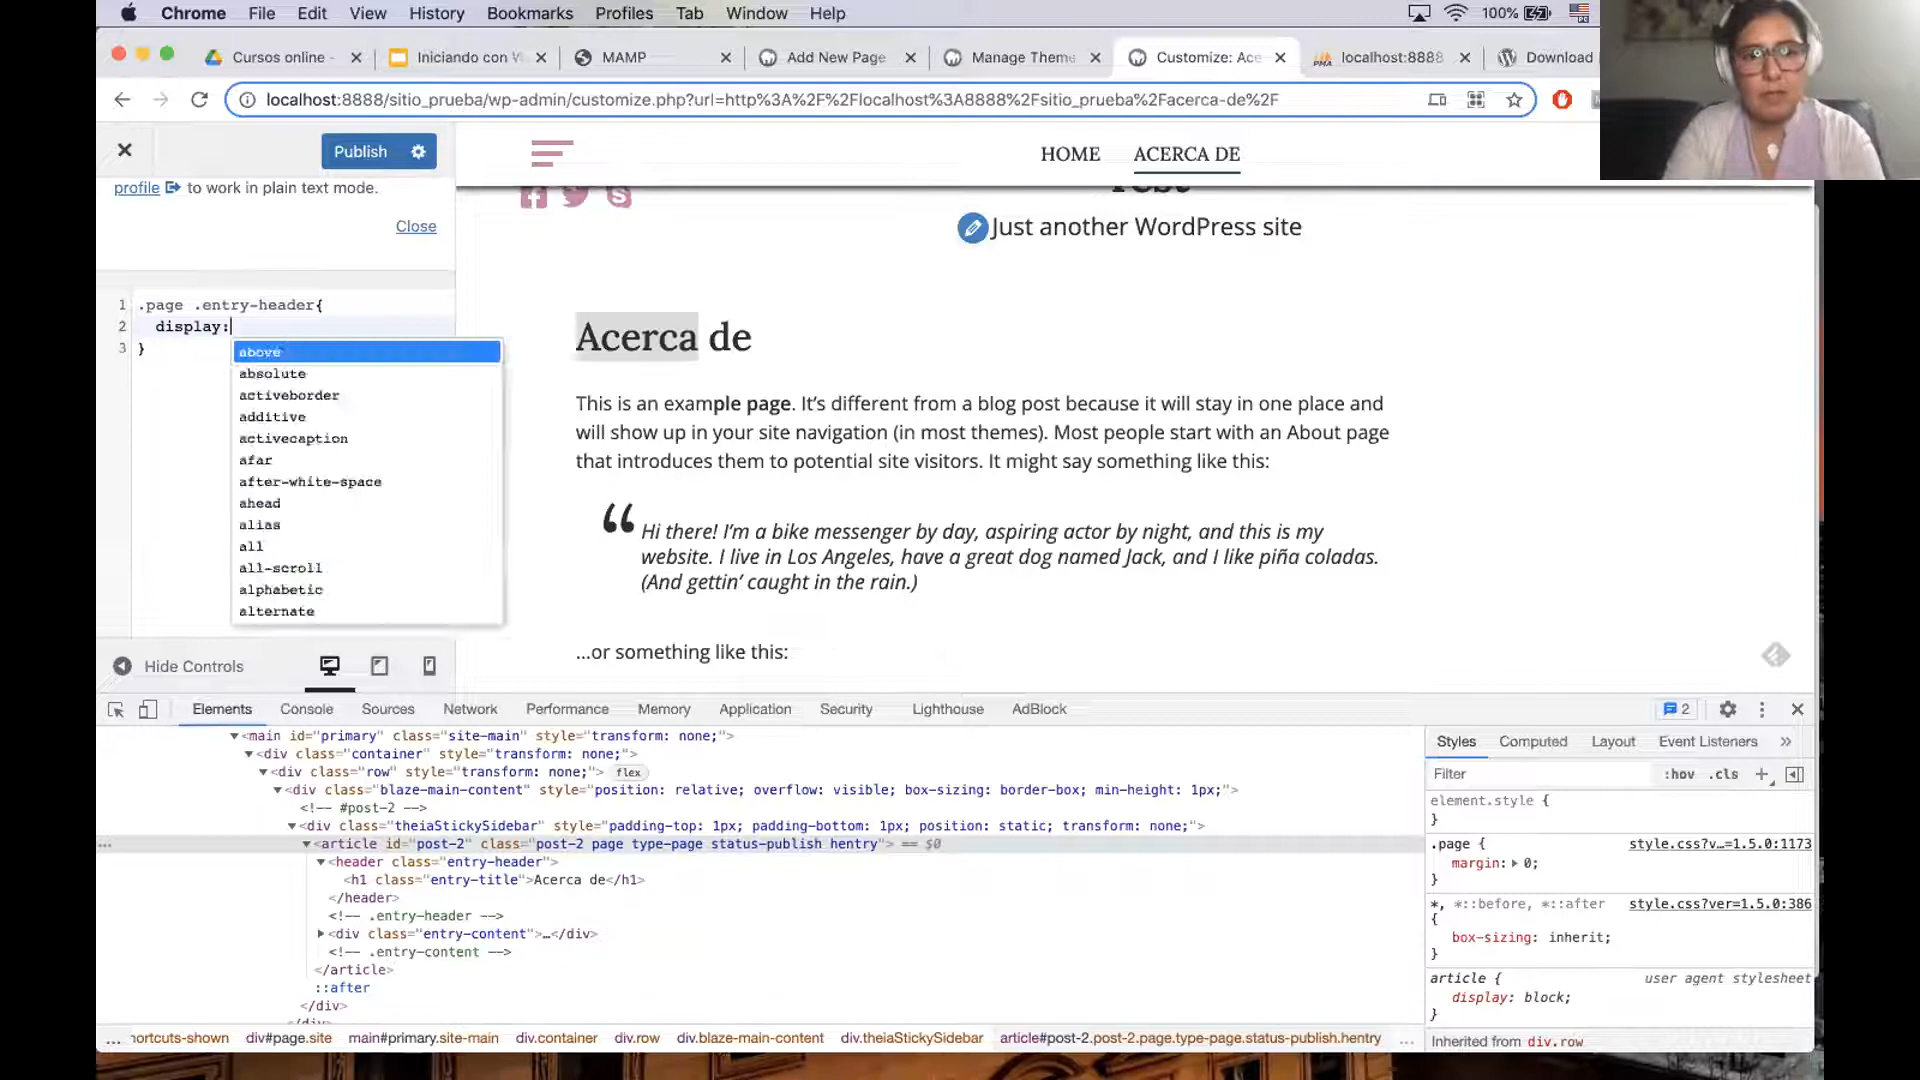 Chrome File Edit View History Bookmarks Profiles Tab Window Help 100%
Cursos online - Iniciando con W MAMP Add New Page Manage Theme Customize: Ace localhost:8888 Download
localhost:8888/sitio_prueba/wp-admin/customize.php?url=http%3A%2F%2Flocalhost%3A8888%2Fsitio_prueba%2Facerca-de%2F
Publish
profile to work in plain text mode.
Close
1 .page .entry-header{
2 display:
3 }
above
absolute
activeborder
additive
activecaption
afar
after-white-space
ahead
alias
all
all-scroll
alphabetic
alternate
Hide Controls
HOME ACERCA DE
Just another WordPress site
Acerca de
This is an example page. It’s different from a blog post because it will stay in one place and
will show up in your site navigation (in most themes). Most people start with an About page
that introduces them to potential site visitors. It might say something like this:
“ Hi there! I’m a bike messenger by day, aspiring actor by night, and this is my
website. I live in Los Angeles, have a great dog named Jack, and I like piña coladas.
(And gettin’ caught in the rain.)
...or something like this:
Elements Console Sources Network Performance Memory Application Security Lighthouse AdBlock 2
<main id="primary" class="site-main" style="transform: none;">
<div class="container" style="transform: none;">
<div class="row" style="transform: none;"> flex
<div class="blaze-main-content" style="position: relative; overflow: visible; box-sizing: border-box; min-height: 1px;">
<!-- #post-2 -->
<div class="theiaStickySidebar" style="padding-top: 1px; padding-bottom: 1px; position: static; transform: none;">
... <article id="post-2" class="post-2 page type-page status-publish hentry"> == $0
<header class="entry-header">
<h1 class="entry-title">Acerca de</h1>
</header>
<!-- .entry-header -->
<div class="entry-content">…</div>
<!-- .entry-content -->
</article>
::after
</div>
... hortcuts-shown div#page.site main#primary.site-main div.container div.row div.blaze-main-content div.theiaStickySidebar article#post-2.post-2.page.type-page.status-publish.hentry ...
Styles Computed Layout Event Listeners »
Filter :hov .cls +
element.style {
}
.page { style.css?v…=1.5.0:1173
margin: 0;
}
*, *::before, *::after style.css?ver=1.5.0:386
{
box-sizing: inherit;
}
article { user agent stylesheet
display: block;
}
Inherited from div.row